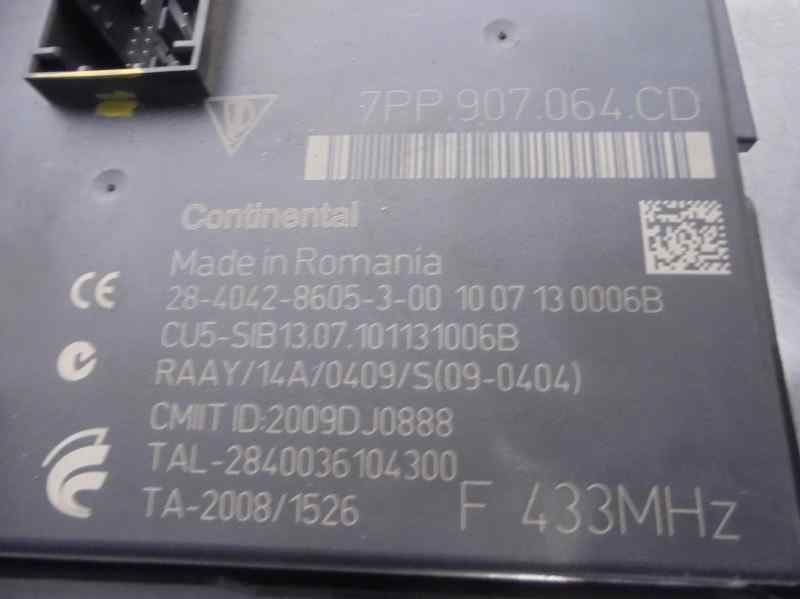 7PP.907.064.CD
Continental
Made in Romania
CE
28-4042-8605-3-00 10 07 13 0006B
CU5-SIB13.07.101131006B
RAAY/14A/0409/S(09-0404)
CMIIT ID:2009DJ0888
TAL-2840036104300
TA-2008/1526
F 433MHz